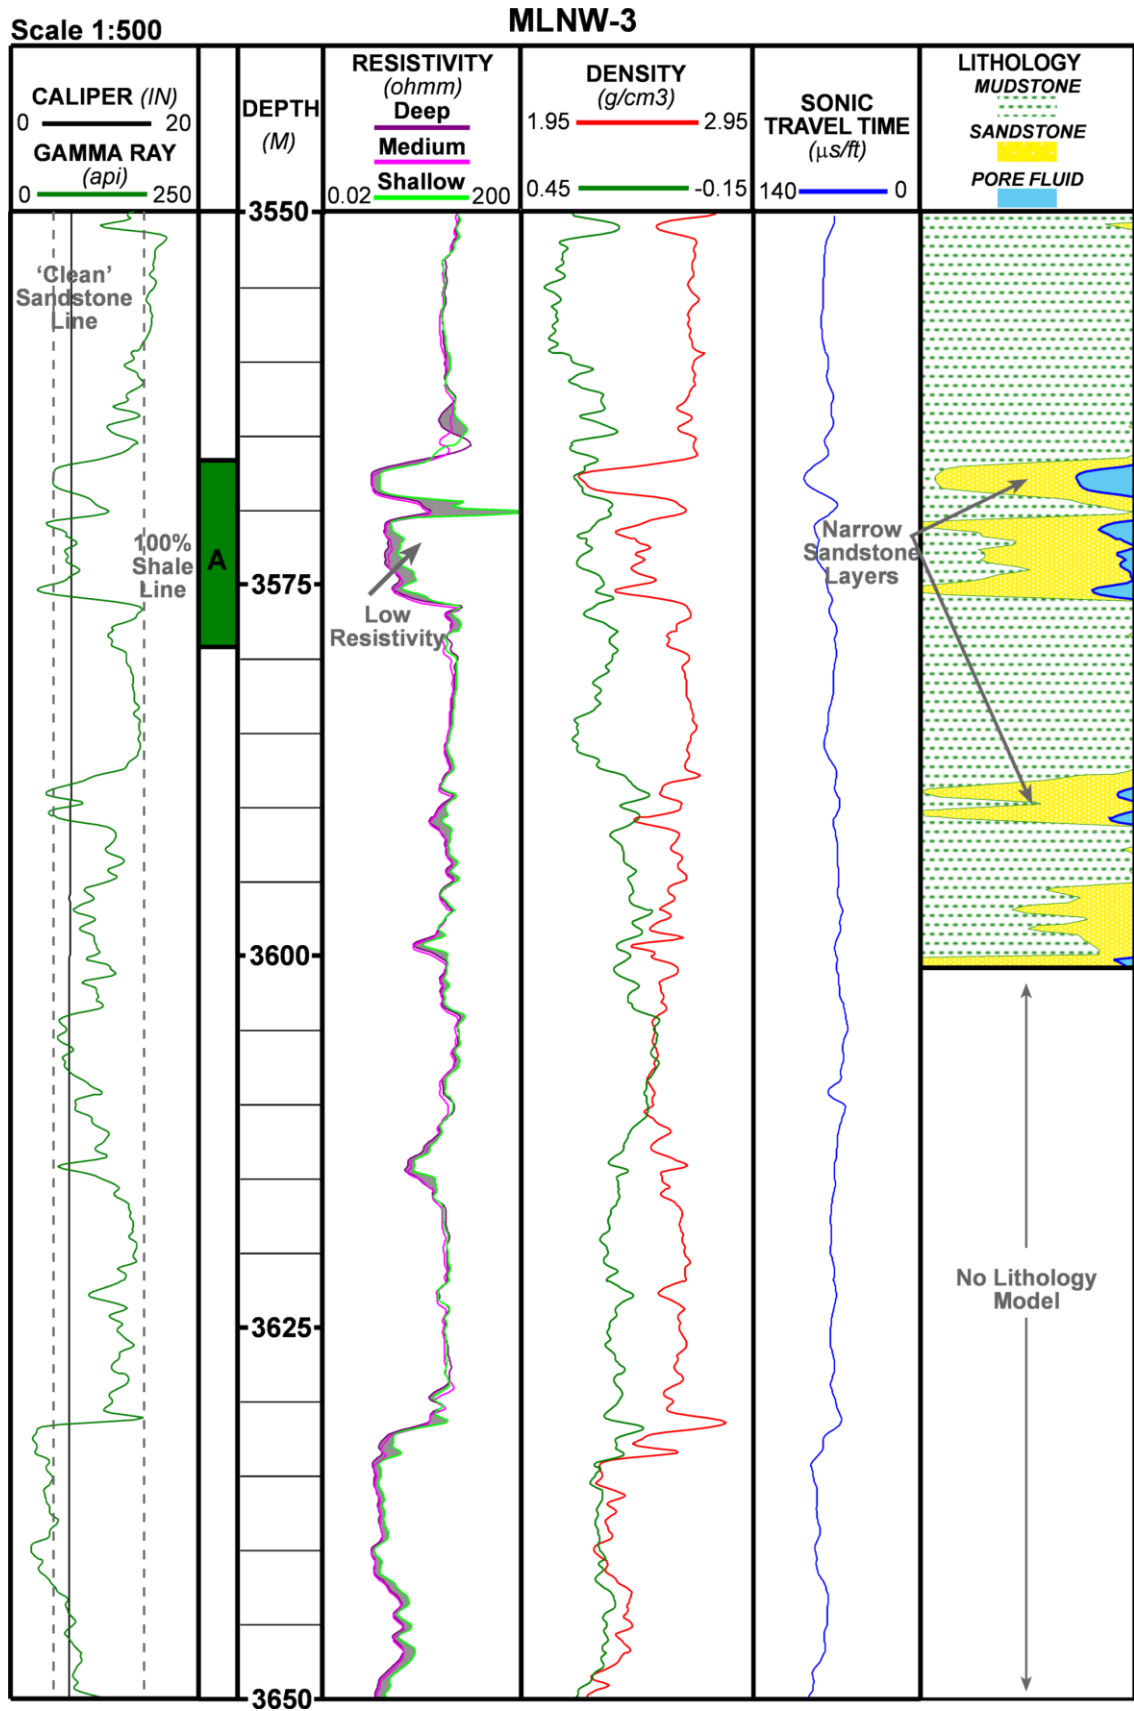 MLNW-3
Scale 1:500
CALIPER (IN)
0 20
GAMMA RAY
(api)
0 250
DEPTH
(M)
RESISTIVITY
(ohmm)
Deep
Medium
Shallow
0.02 200
DENSITY
(g/cm3)
1.95 2.95
0.45 -0.15
SONIC
TRAVEL TIME
(µs/ft)
140 0
LITHOLOGY
MUDSTONE
SANDSTONE
PORE FLUID
3550
'Clean'
Sandstone
Line
100%
Shale
Line
A
3575
Low
Resistivity
Narrow
Sandstone
Layers
3600
No Lithology
Model
3625
3650